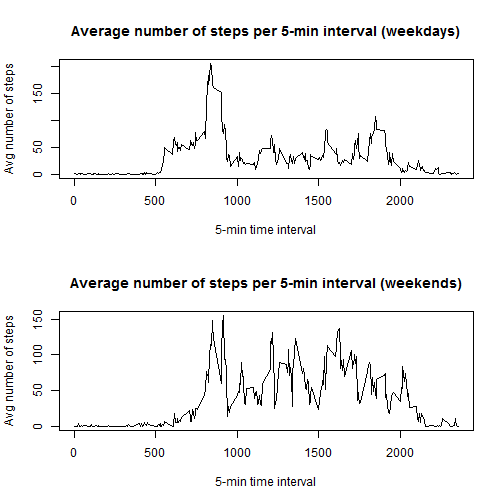 Average number of steps per 5-min interval (weekdays)
Avg number of steps
150
50
0
0
500
1000
1500
2000
5-min time interval
Average number of steps per 5-min interval (weekends)
Avg number of steps
150
100
50
0
0
500
1000
1500
2000
5-min time interval